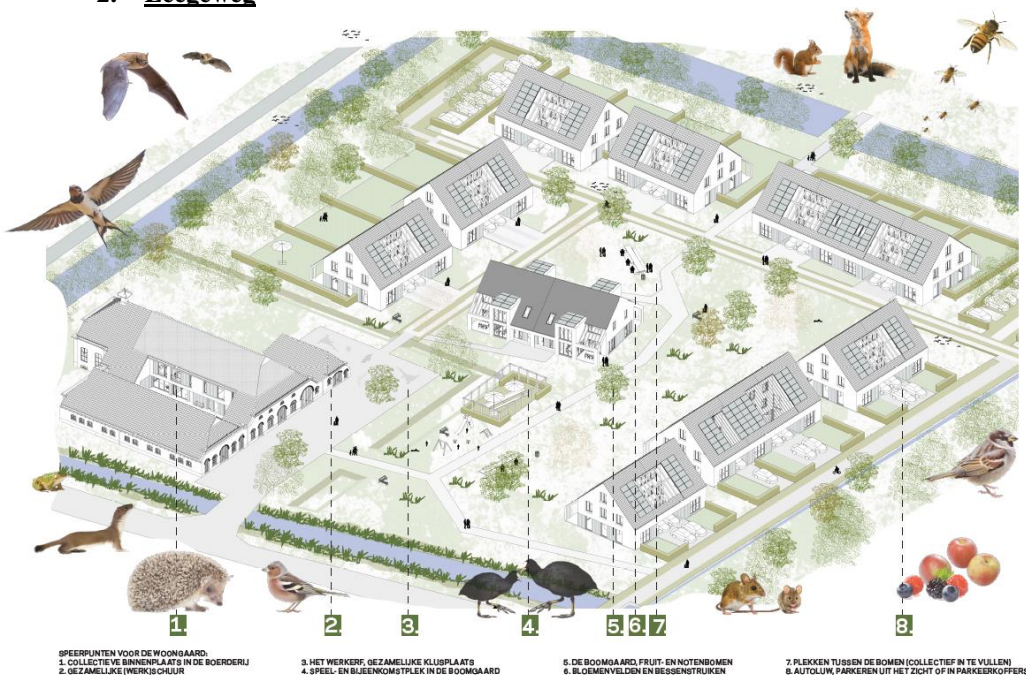 2. Leegeweg
1.
2.
3.
4.
5.
6.
7.
8.
SPEERPUNTEN VOOR DE WOONGAARD:
1. COLLECTIEVE BINNENPLAATS IN DE BOERDERIJ
2. GEZAMELIJKE (WERK)SCHUUR
3. HET WERKERF, GEZAMELIJKE KLUSPLAATS
4. SPEEL- EN BIJEENKOMSTPLEK IN DE BOOMGAARD
5. DE BOOMGAARD, FRUIT- EN NOTENBOMEN
6. BLOEMENVELDEN EN BESSENSTRUIKEN
7. PLEKKEN TUSSEN DE BOMEN (COLLECTIEF IN TE VULLEN)
8. AUTOLUW, PARKEREN UIT HET ZICHT OF IN PARKEERKOFFERS